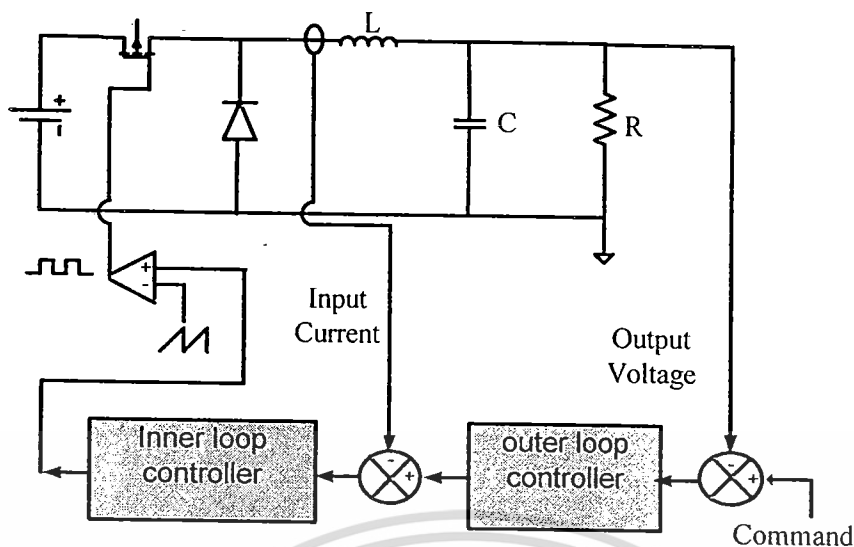 L
+
C
R
+
-
Input
Current
Output
Voltage
Inner loop
controller
-
+
outer loop
controller
-
+
Command